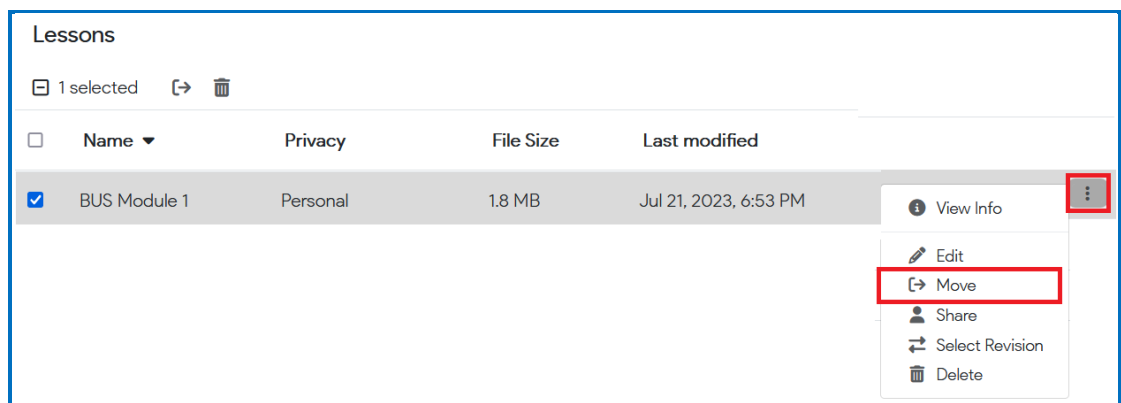 Lessons
1 selected
Name Privacy File Size Last modified
BUS Module 1 Personal 1.8 MB Jul 21, 2023, 6:53 PM
View Info
Edit
Move
Share
Select Revision
Delete